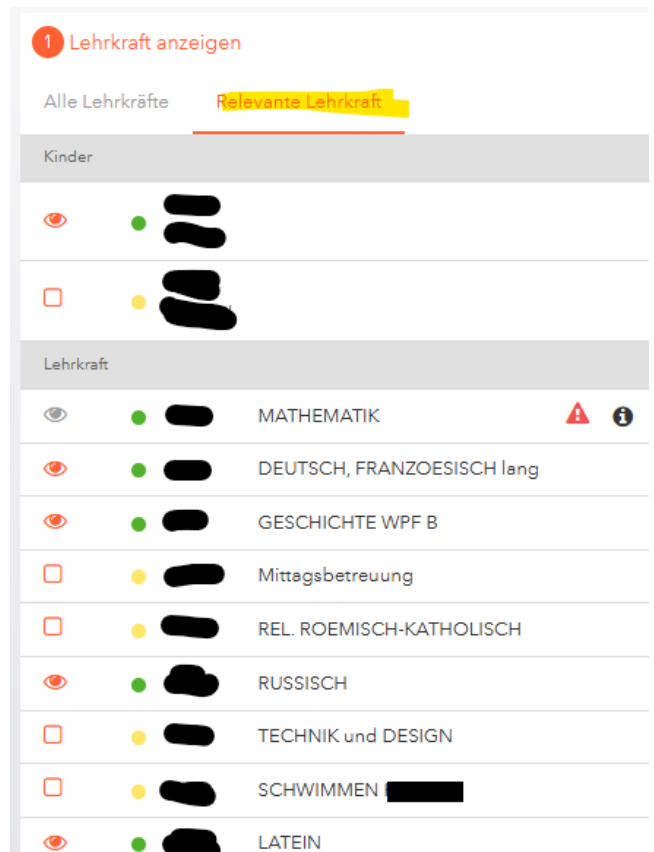 1 Lehrkraft anzeigen
Alle Lehrkräfte Relevante Lehrkraft
Kinder
Lehrkraft
MATHEMATIK
DEUTSCH, FRANZOESISCH lang
GESCHICHTE WPF B
Mittagsbetreuung
REL. ROEMISCH-KATHOLISCH
RUSSISCH
TECHNIK und DESIGN
SCHWIMMEN
LATEIN